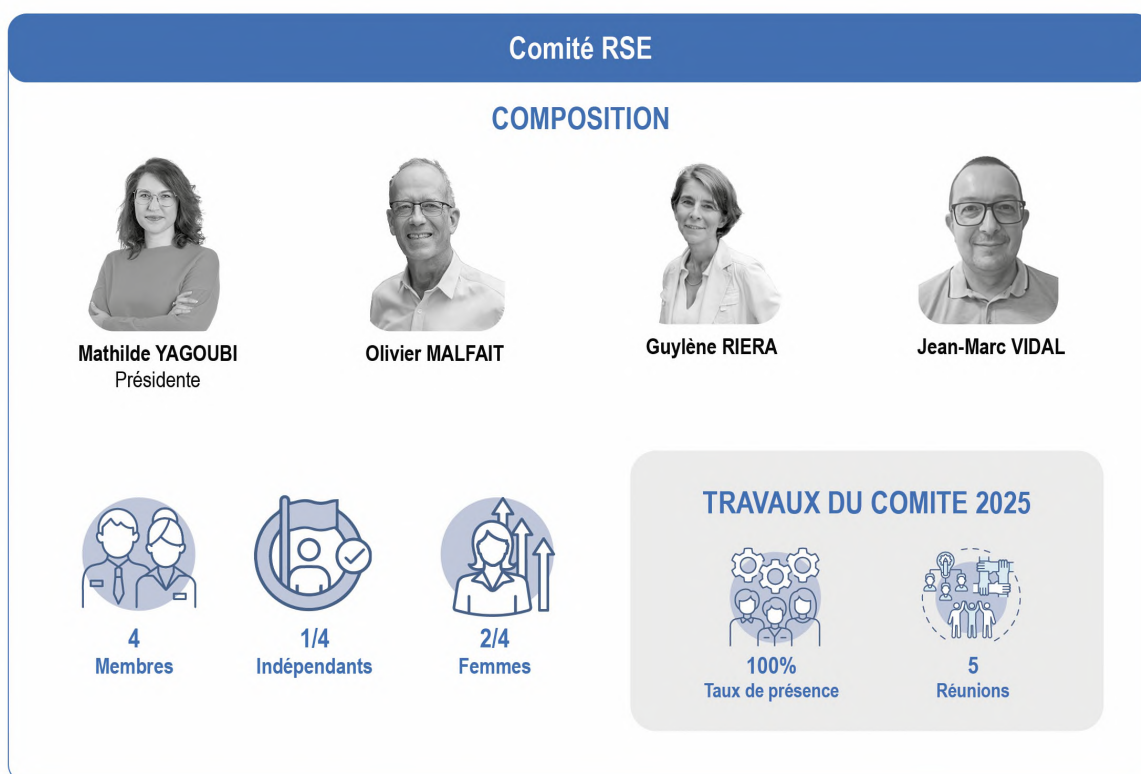 Comité RSE
COMPOSITION
Mathilde YAGOUBI
Présidente
Olivier MALFAIT
Guylène RIERA
Jean-Marc VIDAL
4
Membres
1/4
Indépendants
2/4
Femmes
TRAVAUX DU COMITE 2025
100%
Taux de présence
5
Réunions